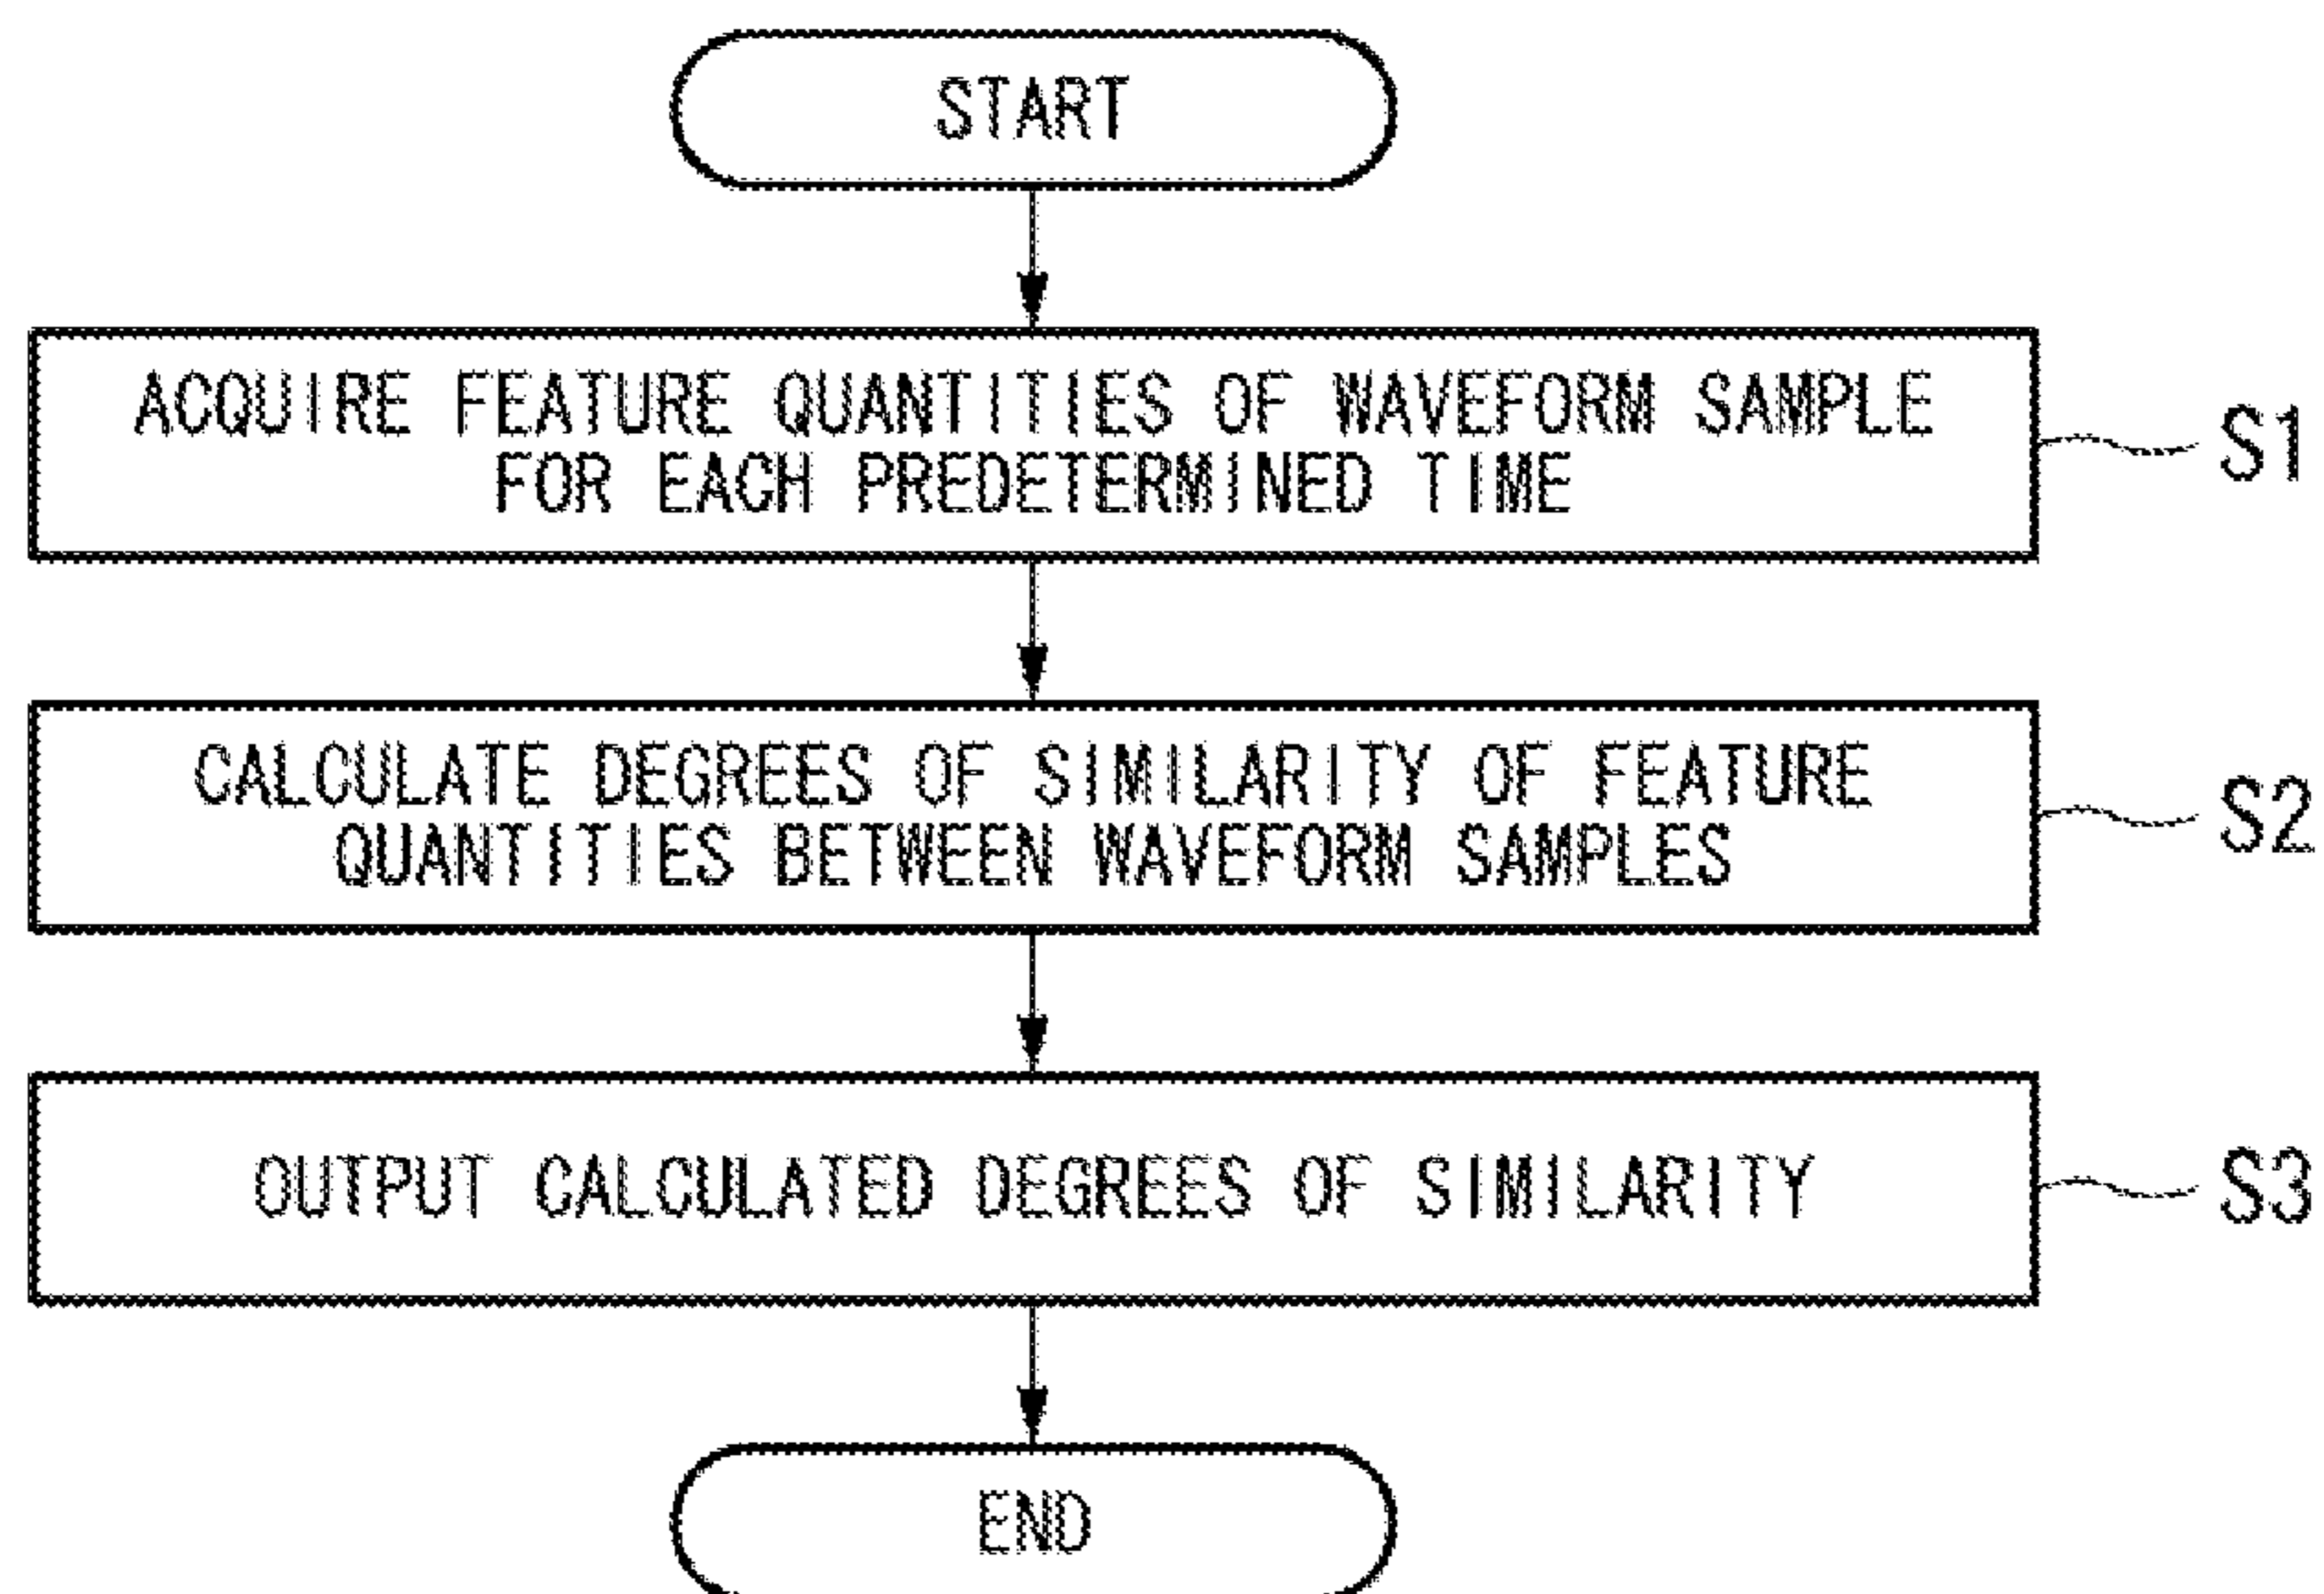 START
ACQUIRE FEATURE QUANTITIES OF WAVEFORM SAMPLE
FOR EACH PREDETERMINED TIME
S1
CALCULATE DEGREES OF SIMILARITY OF FEATURE
QUANTITIES BETWEEN WAVEFORM SAMPLES
S2
OUTPUT CALCULATED DEGREES OF SIMILARITY
S3
END